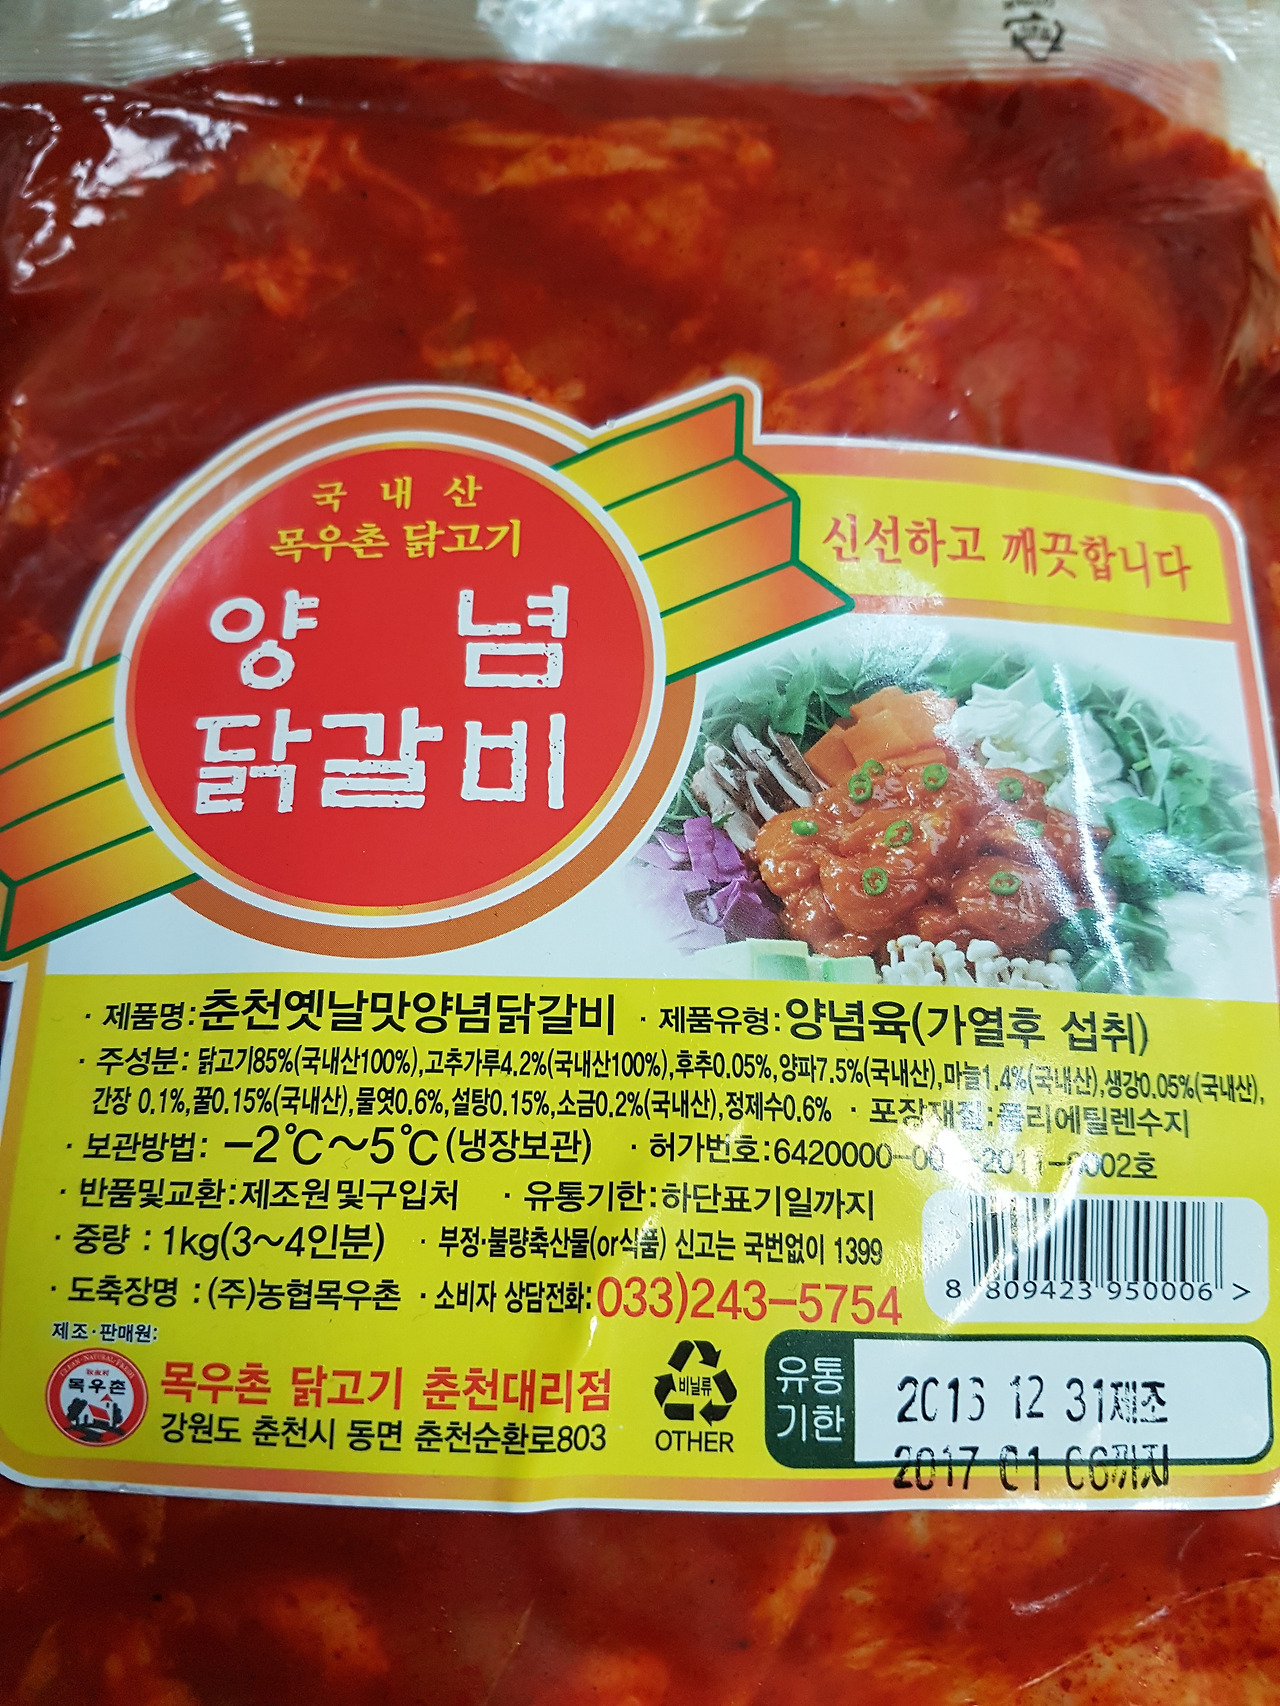 국내산
목우촌 닭고기
양념
닭갈비
신선하고 깨끗합니다
· 제품명:춘천옛날맛양념닭갈비 · 제품유형:양념육(가열후 섭취)
· 주성분: 닭고기85%(국내산100%),고추가루4.2%(국내산100%),후추0.05%,양파7.5%(국내산),마늘1.4%(국내산),생강0.05%(국내산),
간장 0.1%,꿀0.15%(국내산),물엿0.6%,설탕0.15%,소금0.2%(국내산),정제수0.6% · 포장재질:폴리에틸렌수지
· 보관방법: -2℃~5℃(냉장보관) · 허가번호:
· 반품및교환:제조원및구입처 · 유통기한:하단표기일까지
· 중량 : 1kg(3~4인분) · 부정·불량축산물(or식품) 신고는 국번없이 1399
8 809423 950006 >
· 도축장명 : (주)농협목우촌 · 소비자 상담전화:033)243-5754
제조·판매원:
목우촌
목우촌 닭고기 춘천대리점
강원도 춘천시 동면 춘천순환로803
비닐류
OTHER
유통
기한
2016 12 31제조
2017 01 06까지